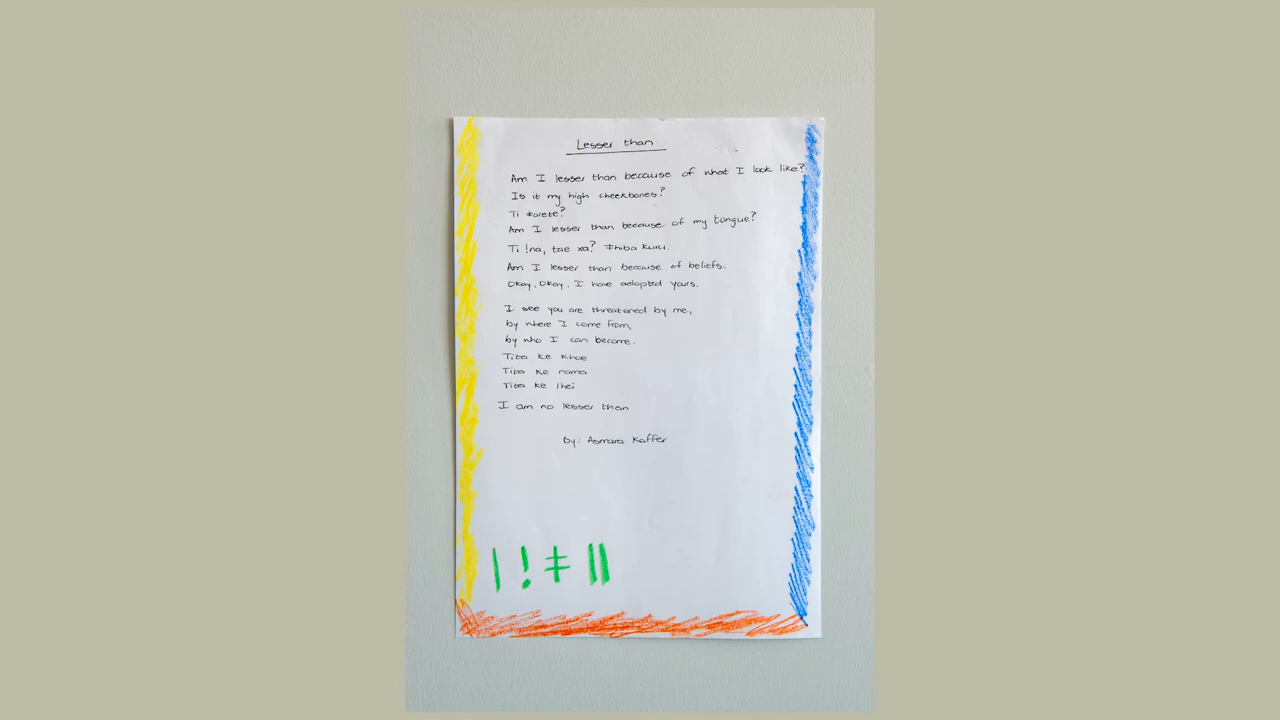 Lesser than
Am I lesser than because of what I look like?
Is it my high cheekbones?
Ti ǂorete?
Am I lesser than because of my tongue?
Ti !na, tae xa? ǂhiba kuru.
Am I lesser than because of beliefs.
Okay, Okay, I have adopted yours.
I see you are threatened by me,
by where I come from,
by who I can become.
Tita ke khoe
Tita ke nama
Tita ke ǀhei
I am no lesser than
By: Asmara Kaffer
ǀ ! ǂ ǁ